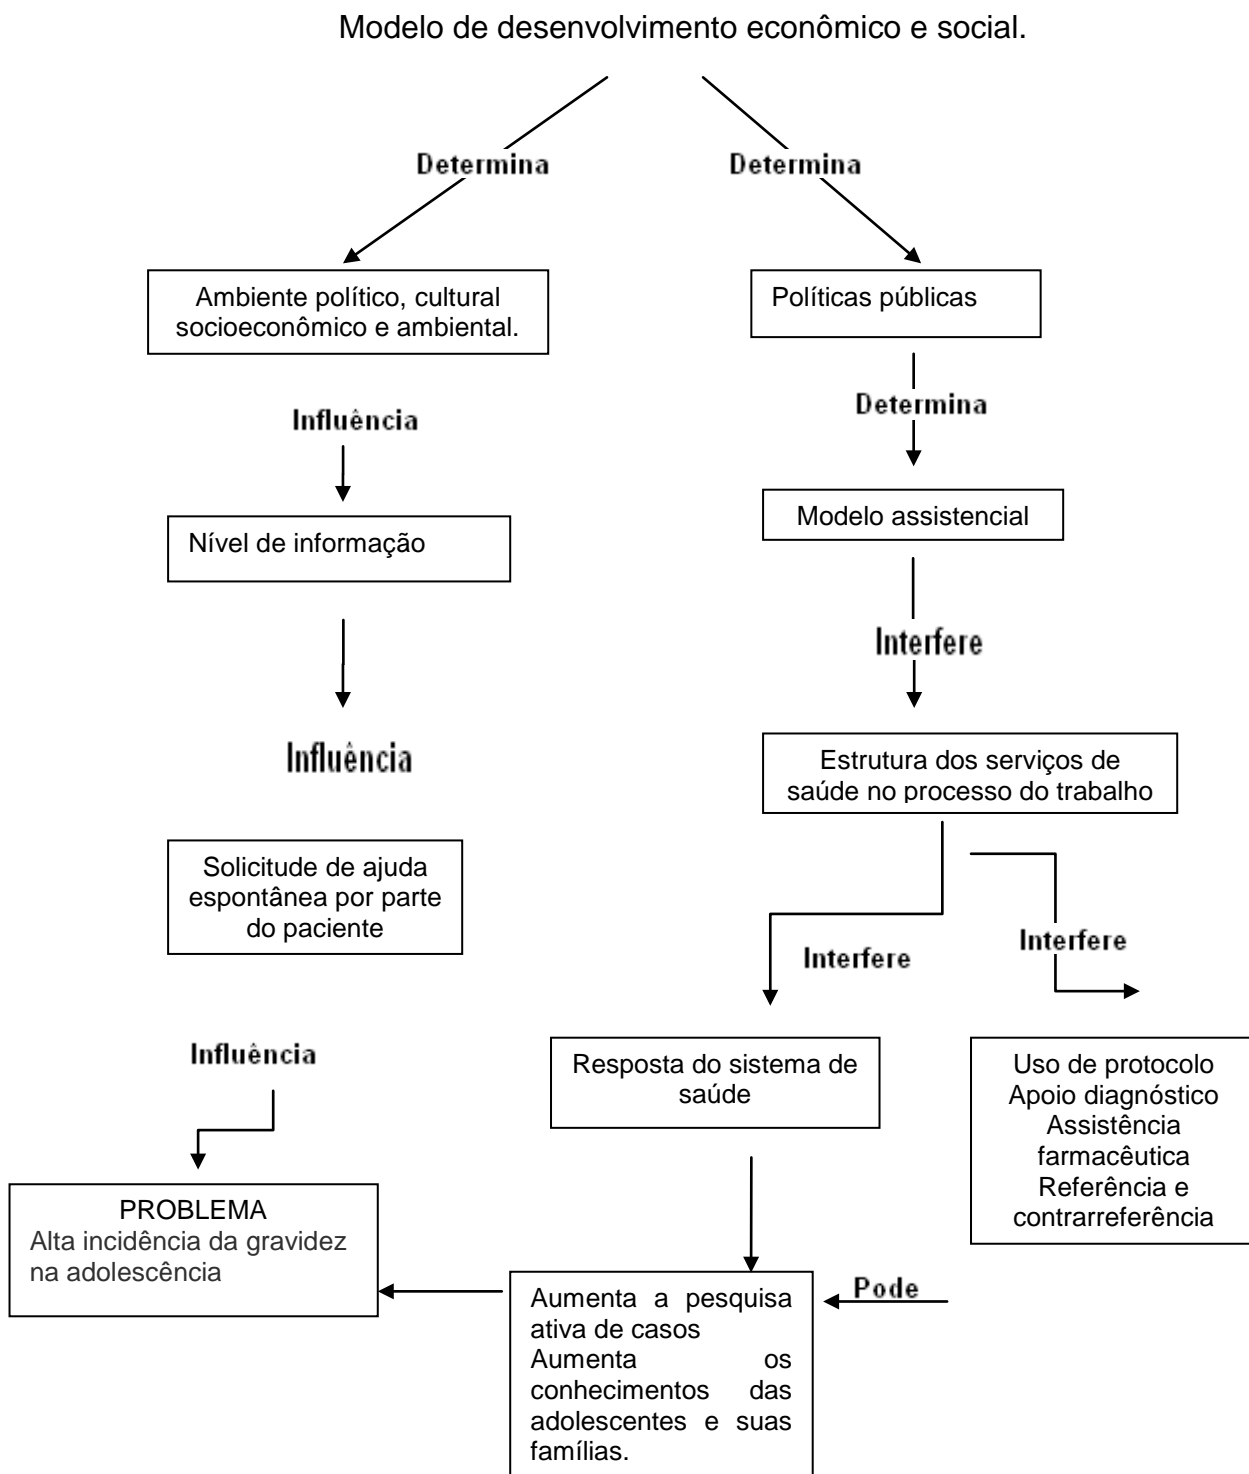 Modelo de desenvolvimento econômico e social.
Determina
Determina
Ambiente político, cultural
socioeconômico e ambiental.
Políticas públicas
Influência
Determina
Nível de informação
Modelo assistencial
Interfere
Influência
Estrutura dos serviços de
saúde no processo do trabalho
Solicitude de ajuda
espontânea por parte
do paciente
Interfere
Interfere
Influência
Resposta do sistema de
saúde
Uso de protocolo
Apoio diagnóstico
Assistência
farmacêutica
Referência e
contrarreferência
PROBLEMA
Alta incidência da gravidez
na adolescência
Pode
Aumenta a pesquisa
ativa de casos
Aumenta os
conhecimentos das
adolescentes e suas
famílias.